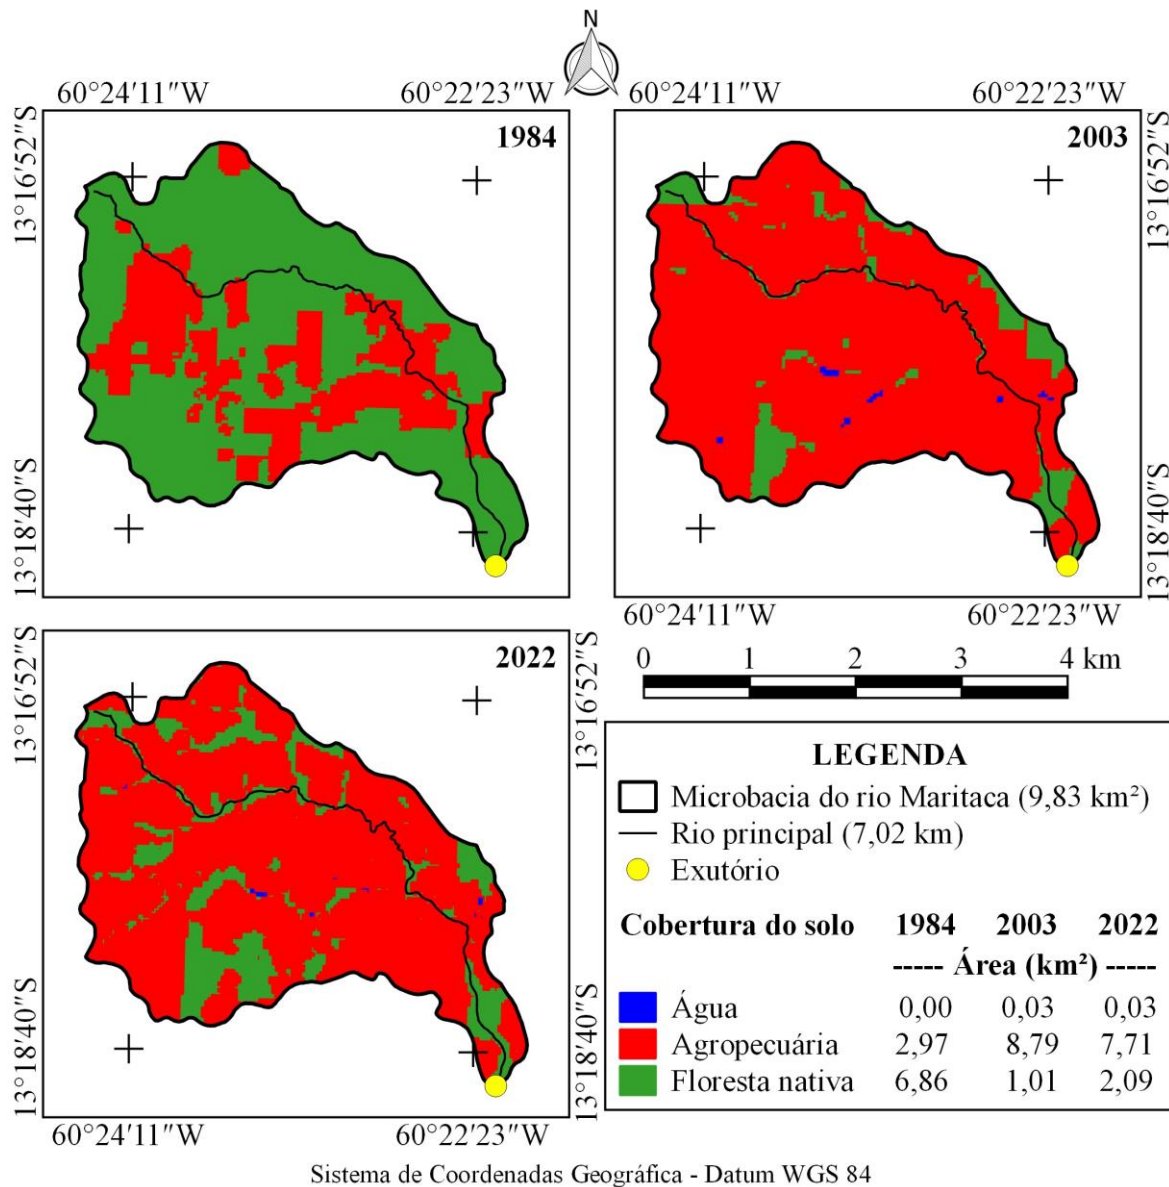 N
60°24'11"W 60°22'23"W 60°24'11"W 60°22'23"W
13°16'52"S 13°18'40"S
1984
2003
13°16'52"S 13°18'40"S
60°24'11"W 60°22'23"W
0 1 2 3 4 km
2022
13°16'52"S 13°18'40"S
13°16'52"S 13°18'40"S
60°24'11"W 60°22'23"W
LEGENDA
Microbacia do rio Maritaca (9,83 km²)
Rio principal (7,02 km)
Exutório
Cobertura do solo 1984 2003 2022
----- Área (km²) -----
Água 0,00 0,03 0,03
Agropecuária 2,97 8,79 7,71
Floresta nativa 6,86 1,01 2,09
Sistema de Coordenadas Geográfica - Datum WGS 84